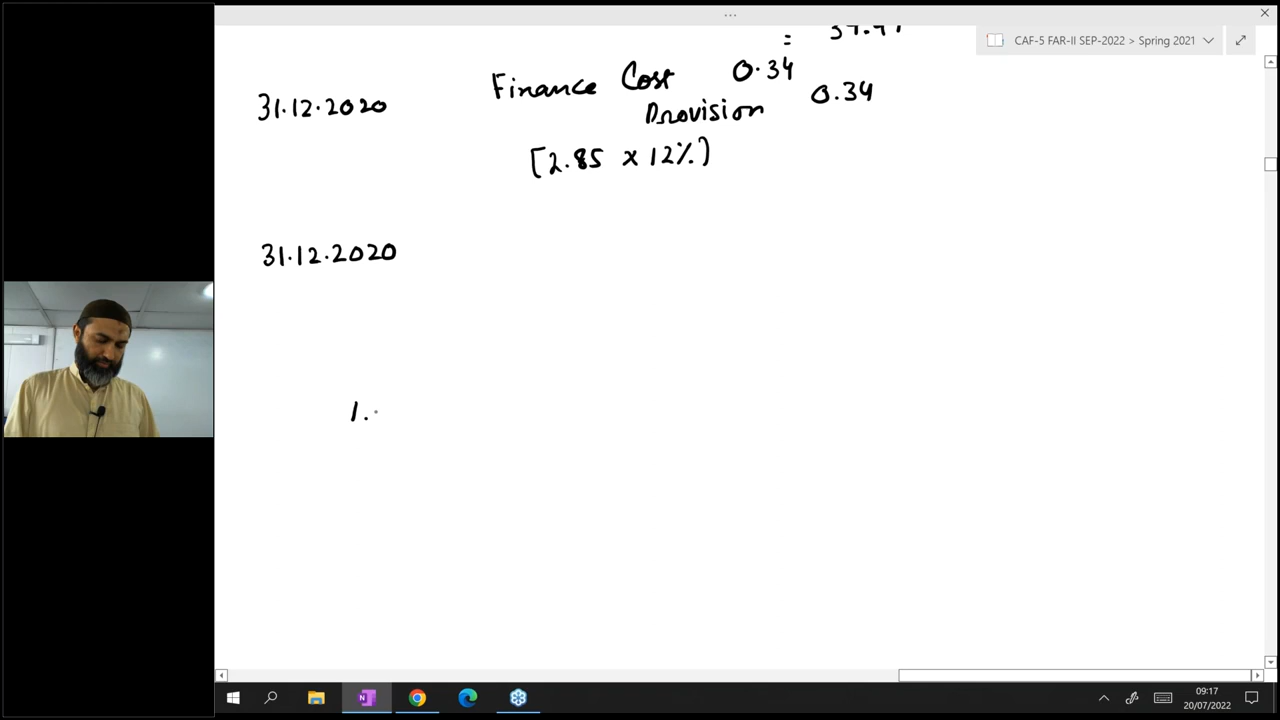 CAF-5 FAR-II SEP-2022 > Spring 2021
=
Finance Cost 0.34
31.12.2020
Provision 0.34
[2.85 x 12%]
31.12.2020
1.
09:17
20/07/2022